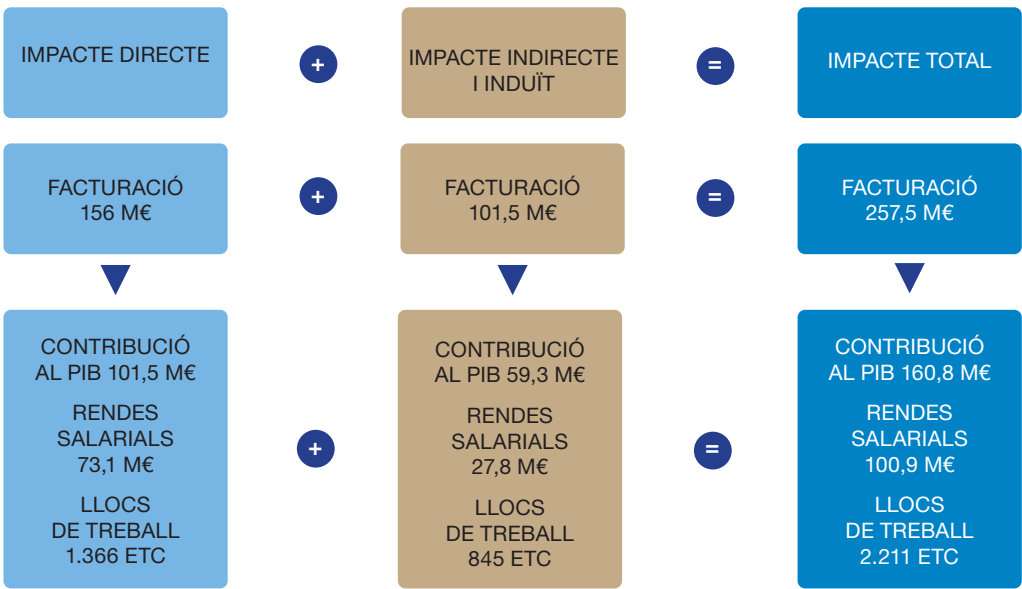 IMPACTE DIRECTE
+
IMPACTE INDIRECTE
I INDUÏT
=
IMPACTE TOTAL
FACTURACIÓ
156 M€
+
FACTURACIÓ
101,5 M€
=
FACTURACIÓ
257,5 M€
CONTRIBUCIÓ
AL PIB 101,5 M€
RENDES
SALARIALS
73,1 M€
LLOCS
DE TREBALL
1.366 ETC
+
CONTRIBUCIÓ
AL PIB 59,3 M€
RENDES
SALARIALS
27,8 M€
LLOCS
DE TREBALL
845 ETC
=
CONTRIBUCIÓ
AL PIB 160,8 M€
RENDES
SALARIALS
100,9 M€
LLOCS
DE TREBALL
2.211 ETC